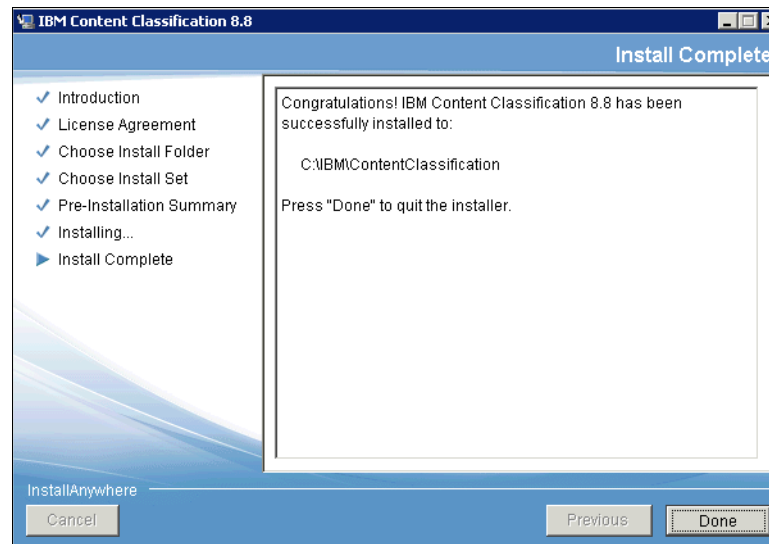 IBM Content Classification 8.8
Install Complete
Introduction
License Agreement
Choose Install Folder
Choose Install Set
Pre-Installation Summary
Installing...
Install Complete
Congratulations! IBM Content Classification 8.8 has been
successfully installed to:
C:\IBM\ContentClassification
Press "Done" to quit the installer.
InstallAnywhere
Cancel
Previous
Done